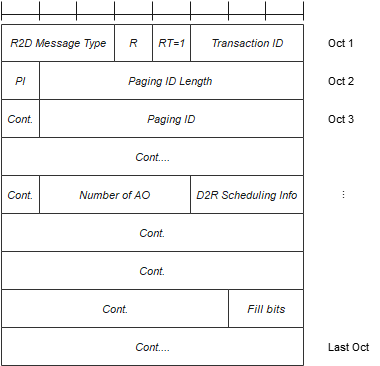 R2D Message Type R RT=1 Transaction ID Oct 1
PI Paging ID Length Oct 2
Cont. Paging ID Oct 3
Cont....
Cont. Number of AO D2R Scheduling Info ⋮
Cont.
Cont.
Cont. Fill bits
Cont.... Last Oct